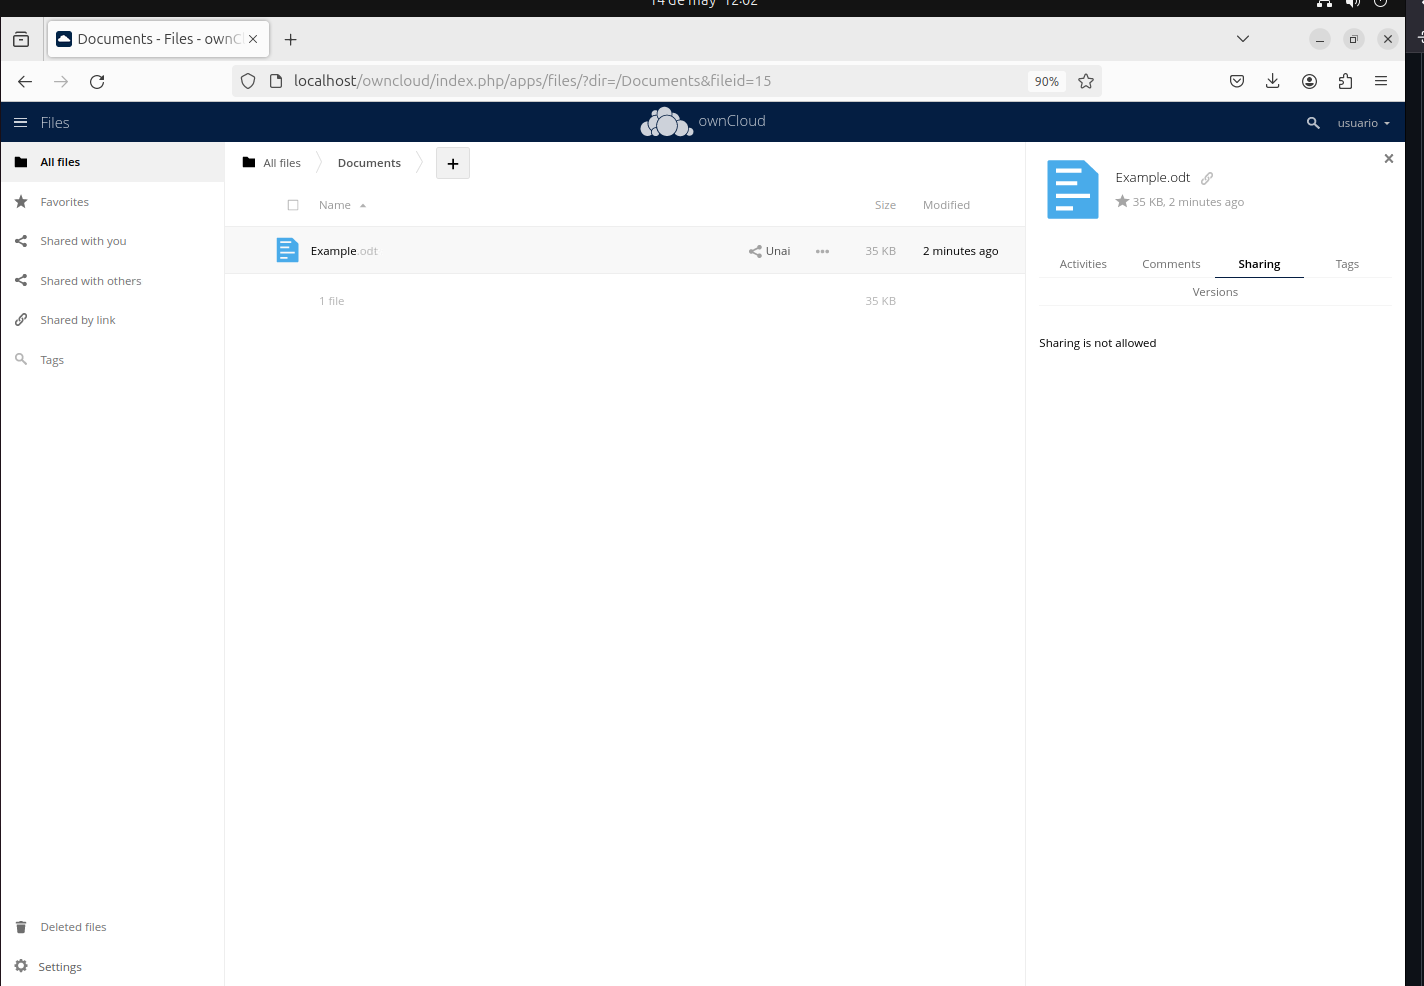 14 de may 12:02
Documents - Files - ownC
localhost/owncloud/index.php/apps/files/?dir=/Documents&fileid=15
90%
Files
ownCloud
usuario
All files
Favorites
Shared with you
Shared with others
Shared by link
Tags
Deleted files
Settings
All files
Documents
+
Name
Size
Modified
Example.odt
Unai
35 KB
2 minutes ago
1 file
35 KB
Example.odt
35 KB, 2 minutes ago
Activities
Comments
Sharing
Tags
Versions
Sharing is not allowed